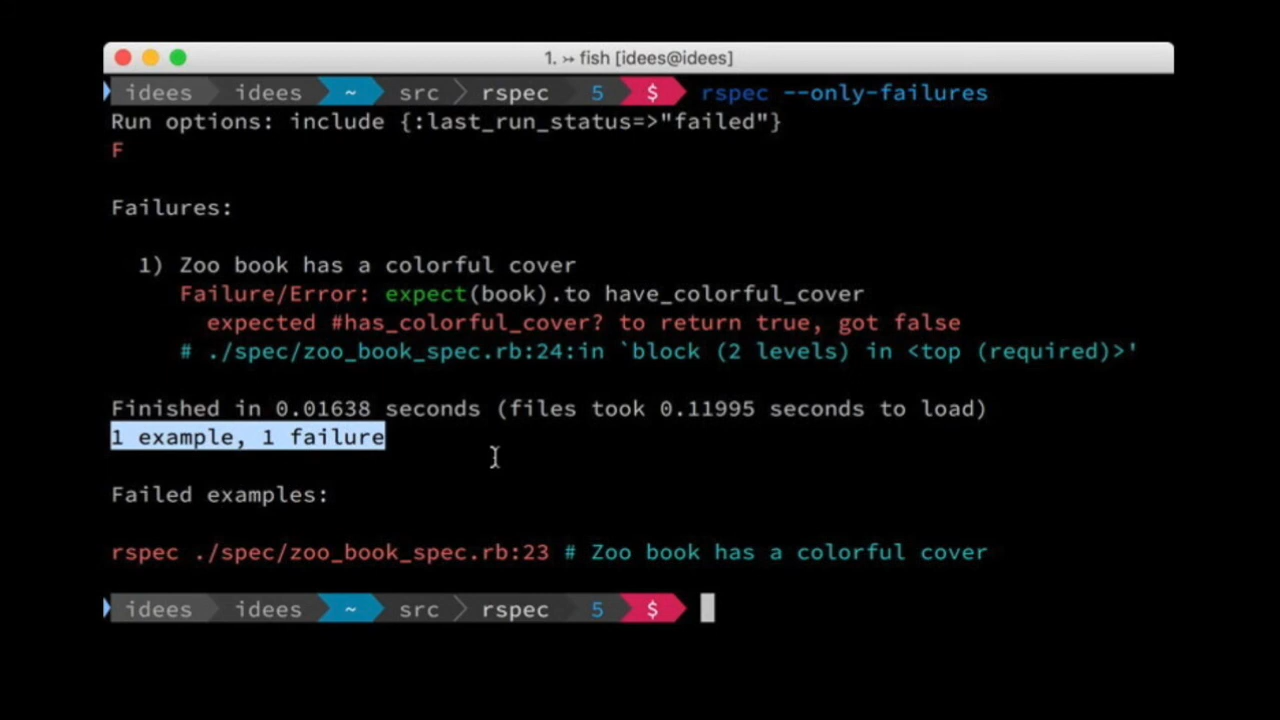 1. ↣ fish [idees@idees]
idees idees ~ src rspec 5 $ rspec --only-failures
Run options: include {:last_run_status=>"failed"}
F
Failures:
1) Zoo book has a colorful cover
Failure/Error: expect(book).to have_colorful_cover
expected #has_colorful_cover? to return true, got false
# ./spec/zoo_book_spec.rb:24:in `block (2 levels) in <top (required)>'
Finished in 0.01638 seconds (files took 0.11995 seconds to load)
1 example, 1 failure
Failed examples:
rspec ./spec/zoo_book_spec.rb:23 # Zoo book has a colorful cover
idees idees ~ src rspec 5 $